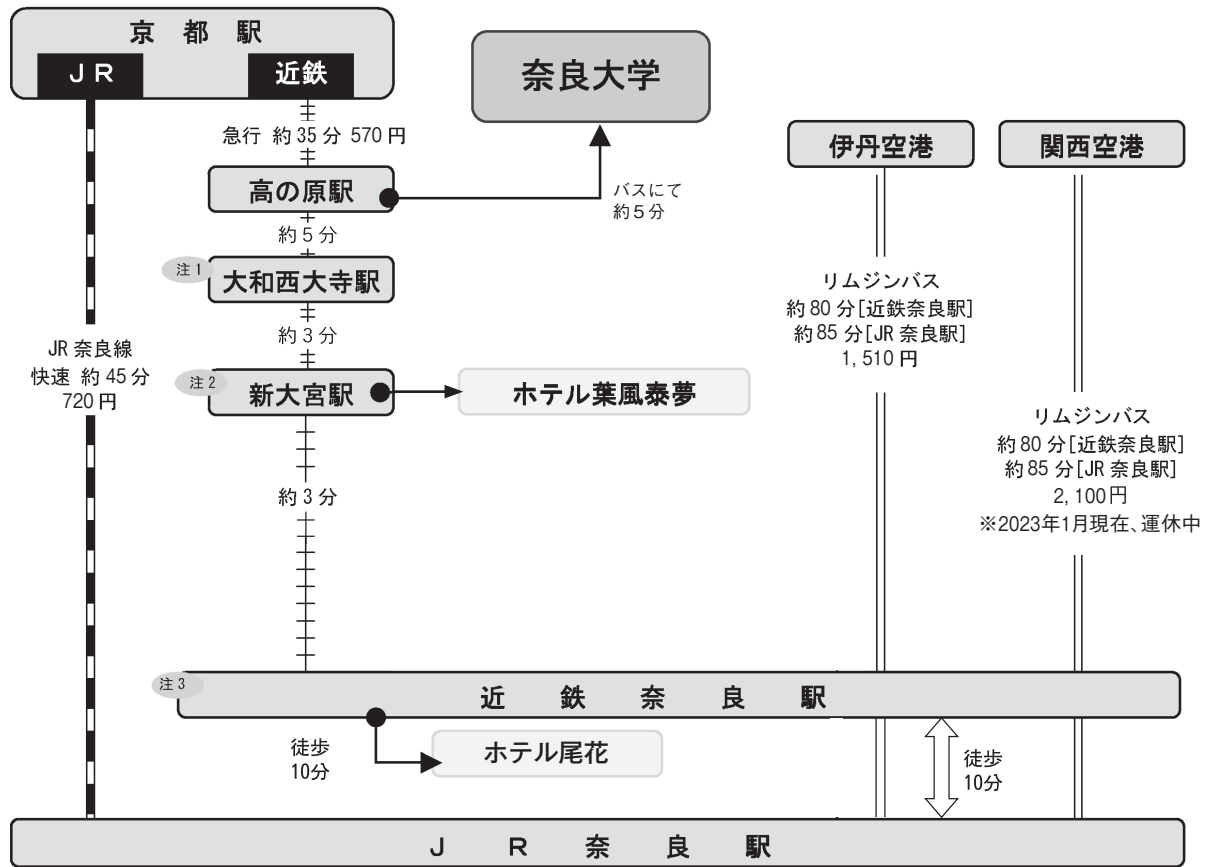 京都駅
JR
近鉄
奈良大学
急行 約35分 570円
伊丹空港
関西空港
高の原駅
バスにて
約5分
約5分
注1
大和西大寺駅
約3分
リムジンバス
約80分[近鉄奈良駅]
約85分[JR奈良駅]
1,510円
JR奈良線
快速 約45分
720円
注2
新大宮駅
ホテル葉風泰夢
リムジンバス
約80分[近鉄奈良駅]
約85分[JR奈良駅]
2,100円
※2023年1月現在、運休中
約3分
注3
近鉄奈良駅
徒歩
10分
ホテル尾花
徒歩
10分
JR奈良駅